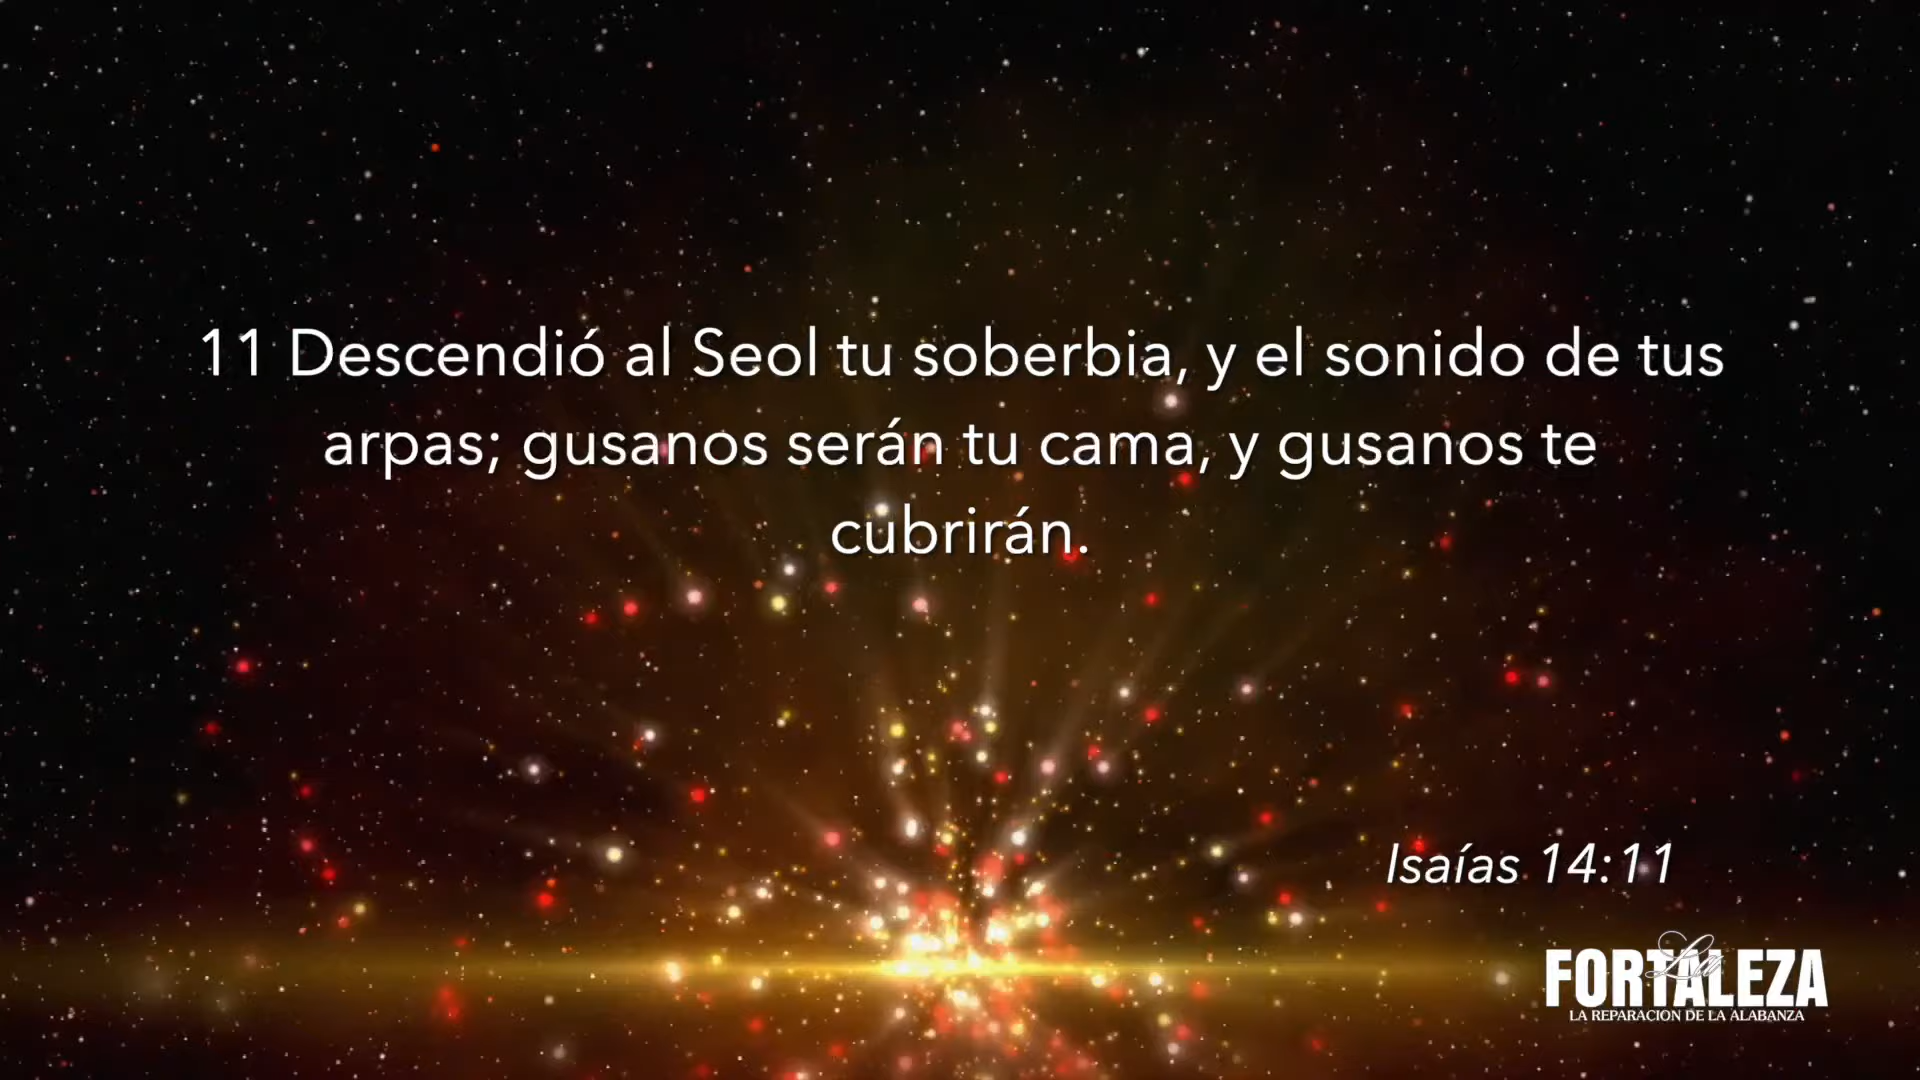 11 Descendió al Seol tu soberbia, y el sonido de tus
arpas; gusanos serán tu cama, y gusanos te
cubrirán.
Isaías 14:11
La
FORTALEZA
LA REPARACION DE LA ALABANZA